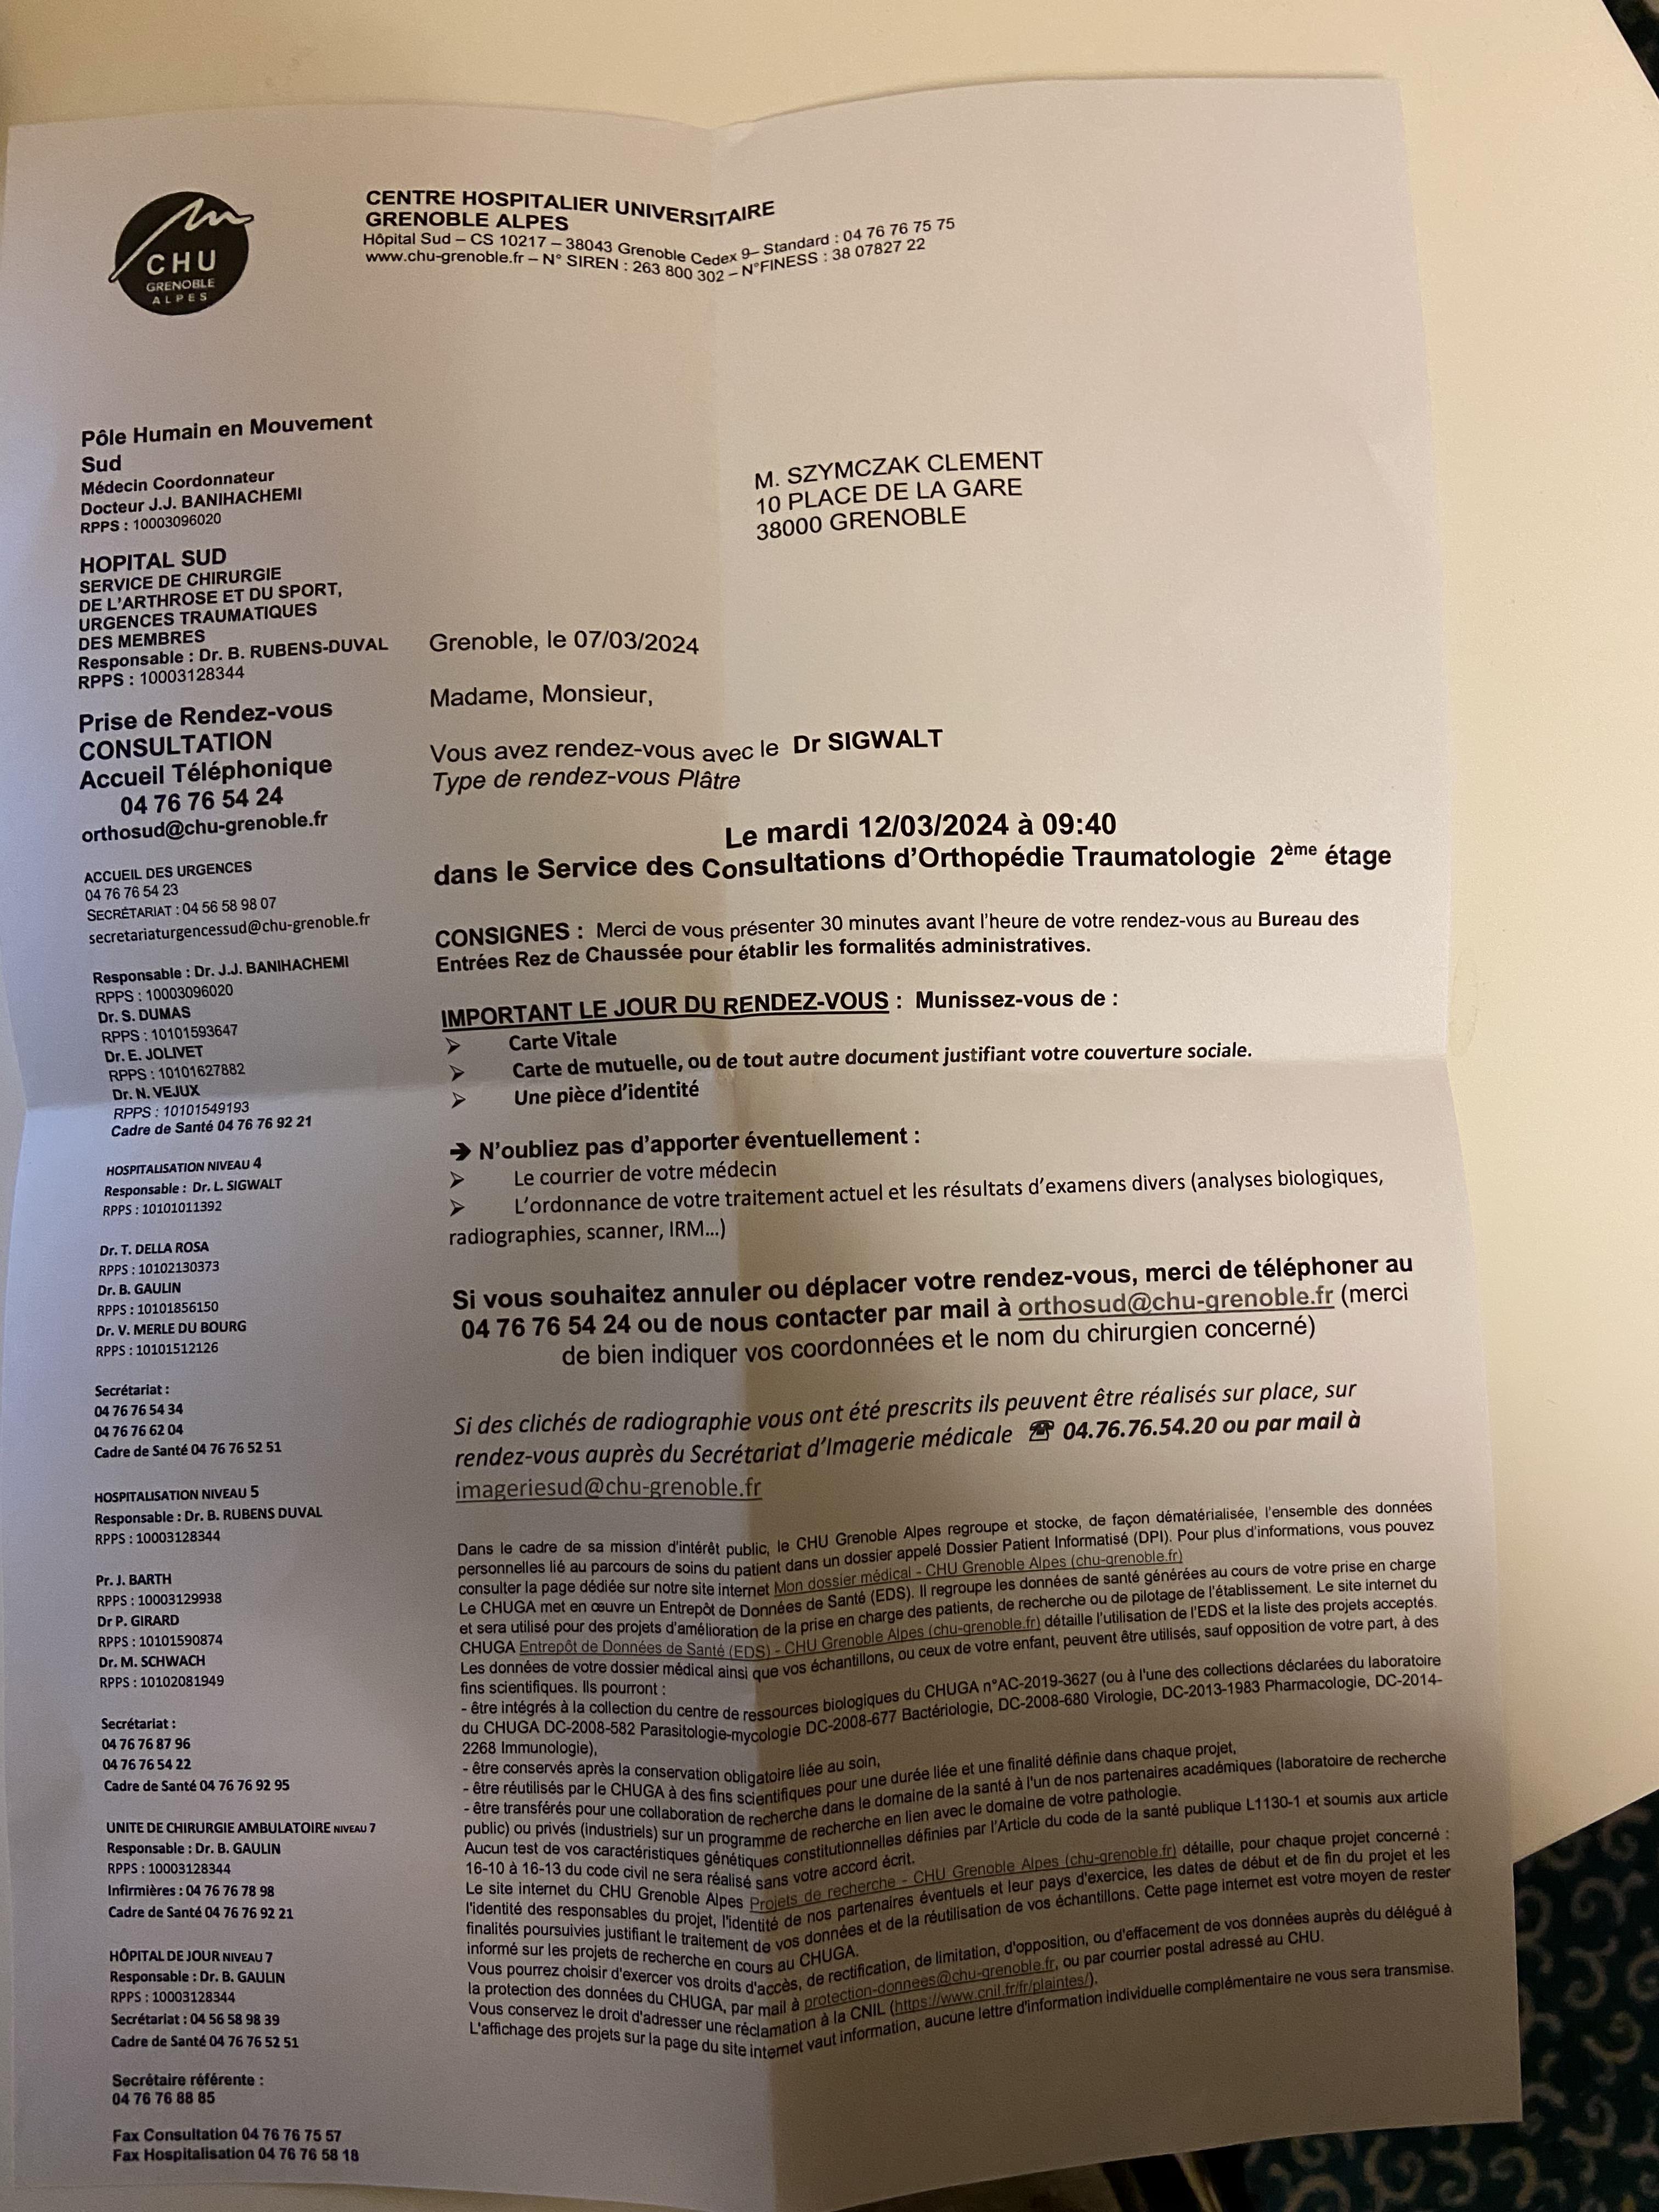 CHU
GRENOBLE
ALPES
CENTRE HOSPITALIER UNIVERSITAIRE
GRENOBLE ALPES
Hôpital Sud – CS 10217 – 38043 Grenoble Cedex 9– Standard : 04 76 76 75 75
www.chu-grenoble.fr – N° SIREN : 263 800 302 – N°FINESS : 38 07827 22
Pôle Humain en Mouvement
Sud
Médecin Coordonnateur
Docteur J.J. BANIHACHEMI
RPPS : 10003096020
HOPITAL SUD
SERVICE DE CHIRURGIE
DE L'ARTHROSE ET DU SPORT,
URGENCES TRAUMATIQUES
DES MEMBRES
Responsable : Dr. B. RUBENS-DUVAL
RPPS : 10003128344
Prise de Rendez-vous
CONSULTATION
Accueil Téléphonique
04 76 76 54 24
orthosud@chu-grenoble.fr
ACCUEIL DES URGENCES
04 76 76 54 23
SECRÉTARIAT : 04 56 58 98 07
secretariaturgencessud@chu-grenoble.fr
Responsable : Dr. J.J. BANIHACHEMI
RPPS : 10003096020
Dr. S. DUMAS
RPPS : 10101593647
Dr. E. JOLIVET
RPPS : 10101627882
Dr. N. VEJUX
RPPS : 10101549193
Cadre de Santé 04 76 76 92 21
HOSPITALISATION NIVEAU 4
Responsable : Dr. L. SIGWALT
RPPS : 10101011392
Dr. T. DELLA ROSA
RPPS : 10102130373
Dr. B. GAULIN
RPPS : 10101856150
Dr. V. MERLE DU BOURG
RPPS : 10101512126
Secrétariat :
04 76 76 54 34
04 76 76 62 04
Cadre de Santé 04 76 76 52 51
HOSPITALISATION NIVEAU 5
Responsable : Dr. B. RUBENS DUVAL
RPPS : 10003128344
Pr. J. BARTH
RPPS : 10003129938
Dr P. GIRARD
RPPS : 10101590874
Dr. M. SCHWACH
RPPS : 10102081949
Secrétariat :
04 76 76 87 96
04 76 76 54 22
Cadre de Santé 04 76 76 92 95
UNITE DE CHIRURGIE AMBULATOIRE NIVEAU 7
Responsable : Dr. B. GAULIN
RPPS : 10003128344
Infirmières : 04 76 76 78 98
Cadre de Santé 04 76 76 92 21
HÔPITAL DE JOUR NIVEAU 7
Responsable : Dr. B. GAULIN
RPPS : 10003128344
Secrétariat : 04 56 58 98 39
Cadre de Santé 04 76 76 52 51
Secrétaire référente :
04 76 76 88 85
Fax Consultation 04 76 76 75 57
Fax Hospitalisation 04 76 76 58 18
M. SZYMCZAK CLEMENT
10 PLACE DE LA GARE
38000 GRENOBLE
Grenoble, le 07/03/2024
Madame, Monsieur,
Vous avez rendez-vous avec le Dr SIGWALT
Type de rendez-vous Plâtre
Le mardi 12/03/2024 à 09:40
dans le Service des Consultations d'Orthopédie Traumatologie 2ème étage
CONSIGNES : Merci de vous présenter 30 minutes avant l'heure de votre rendez-vous au Bureau des
Entrées Rez de Chaussée pour établir les formalités administratives.
IMPORTANT LE JOUR DU RENDEZ-VOUS : Munissez-vous de :
➢ Carte Vitale
➢ Carte de mutuelle, ou de tout autre document justifiant votre couverture sociale.
➢ Une pièce d'identité
➔ N'oubliez pas d'apporter éventuellement :
➢ Le courrier de votre médecin
➢ L'ordonnance de votre traitement actuel et les résultats d'examens divers (analyses biologiques,
radiographies, scanner, IRM…)
Si vous souhaitez annuler ou déplacer votre rendez-vous, merci de téléphoner au
04 76 76 54 24 ou de nous contacter par mail à orthosud@chu-grenoble.fr (merci
de bien indiquer vos coordonnées et le nom du chirurgien concerné)
Si des clichés de radiographie vous ont été prescrits ils peuvent être réalisés sur place, sur
rendez-vous auprès du Secrétariat d'Imagerie médicale ☎ 04.76.76.54.20 ou par mail à
imageriesud@chu-grenoble.fr
Dans le cadre de sa mission d'intérêt public, le CHU Grenoble Alpes regroupe et stocke, de façon dématérialisée, l'ensemble des données
personnelles lié au parcours de soins du patient dans un dossier appelé Dossier Patient Informatisé (DPI). Pour plus d'informations, vous pouvez
consulter la page dédiée sur notre site internet Mon dossier médical - CHU Grenoble Alpes (chu-grenoble.fr)
Le CHUGA met en œuvre un Entrepôt de Données de Santé (EDS). Il regroupe les données de santé générées au cours de votre prise en charge
et sera utilisé pour des projets d'amélioration de la prise en charge des patients, de recherche ou de pilotage de l'établissement. Le site internet du
CHUGA Entrepôt de Données de Santé (EDS) - CHU Grenoble Alpes (chu-grenoble.fr) détaille l'utilisation de l'EDS et la liste des projets acceptés.
Les données de votre dossier médical ainsi que vos échantillons, ou ceux de votre enfant, peuvent être utilisés, sauf opposition de votre part, à des
fins scientifiques. Ils pourront :
- être intégrés à la collection du centre de ressources biologiques du CHUGA n°AC-2019-3627 (ou à l'une des collections déclarées du laboratoire
du CHUGA DC-2008-582 Parasitologie-mycologie DC-2008-677 Bactériologie, DC-2008-680 Virologie, DC-2013-1983 Pharmacologie, DC-2014-
2268 Immunologie),
- être conservés après la conservation obligatoire liée au soin,
- être réutilisés par le CHUGA à des fins scientifiques pour une durée liée et une finalité définie dans chaque projet,
- être transférés pour une collaboration de recherche dans le domaine de la santé à l'un de nos partenaires académiques (laboratoire de recherche
public) ou privés (industriels) sur un programme de recherche en lien avec le domaine de votre pathologie.
Aucun test de vos caractéristiques génétiques constitutionnelles définies par l'Article du code de la santé publique L1130-1 et soumis aux article
16-10 à 16-13 du code civil ne sera réalisé sans votre accord écrit.
Le site internet du CHU Grenoble Alpes Projets de recherche - CHU Grenoble Alpes (chu-grenoble.fr) détaille, pour chaque projet concerné :
l'identité des responsables du projet, l'identité de nos partenaires éventuels et leur pays d'exercice, les dates de début et de fin du projet et les
finalités poursuivies justifiant le traitement de vos données et de la réutilisation de vos échantillons. Cette page internet est votre moyen de rester
informé sur les projets de recherche en cours au CHUGA.
Vous pourrez choisir d'exercer vos droits d'accès, de rectification, de limitation, d'opposition, ou d'effacement de vos données auprès du délégué à
la protection des données du CHUGA, par mail à protection-donnees@chu-grenoble.fr, ou par courrier postal adressé au CHU.
Vous conservez le droit d'adresser une réclamation à la CNIL (https://www.cnil.fr/fr/plaintes/).
L'affichage des projets sur la page du site internet vaut information, aucune lettre d'information individuelle complémentaire ne vous sera transmise.